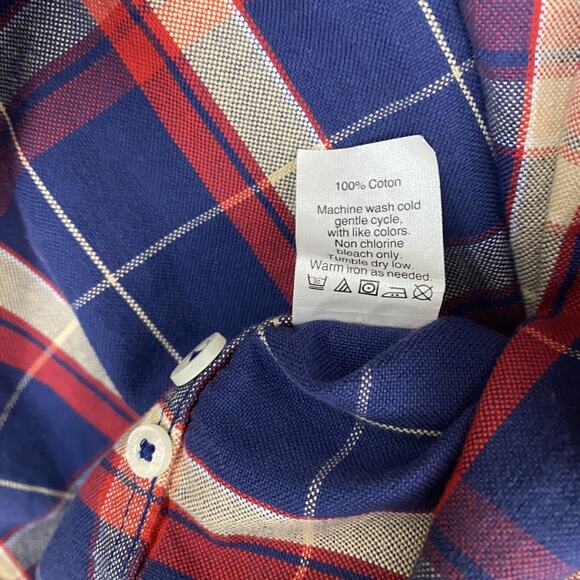 100% Coton
Machine wash cold
gentle cycle,
with like colors.
Non chlorine
bleach only.
Tumble dry low.
Warm iron as needed.
30